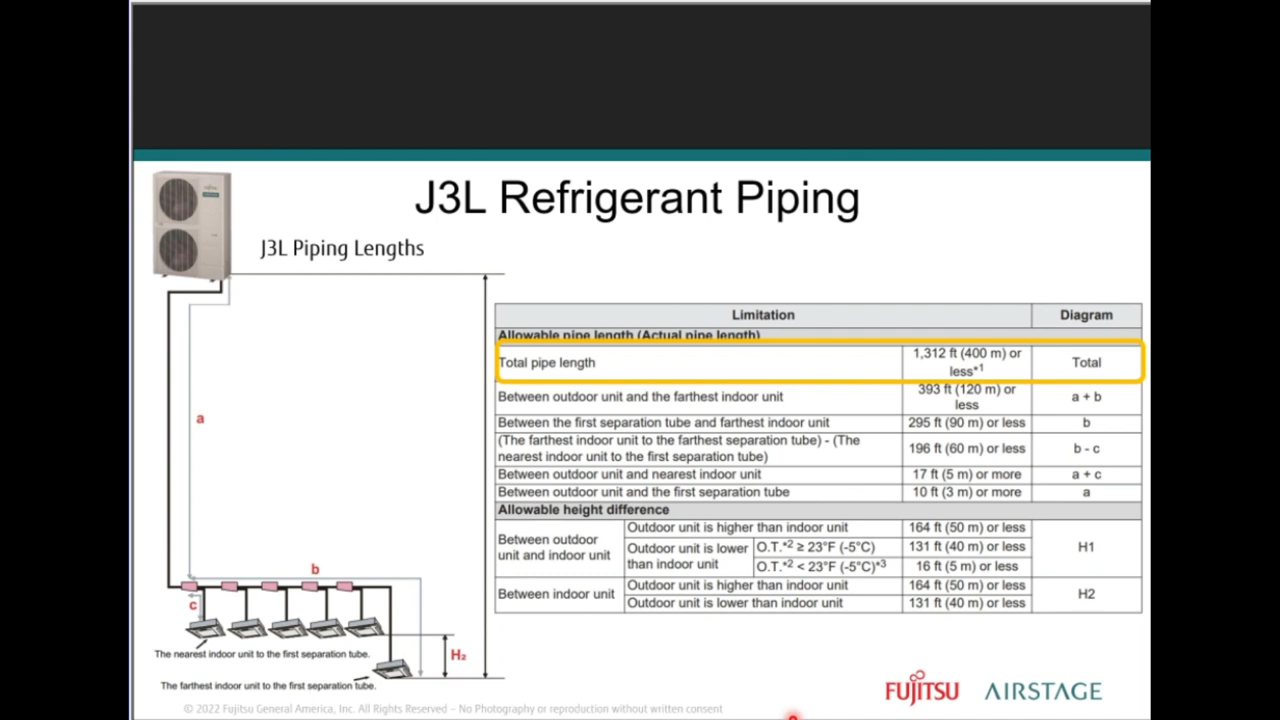 J3L Refrigerant Piping
J3L Piping Lengths
Limitation Diagram
Allowable pipe length (Actual pipe length)
Total pipe length 1,312 ft (400 m) or less*1 Total
Between outdoor unit and the farthest indoor unit 393 ft (120 m) or less a + b
Between the first separation tube and farthest indoor unit 295 ft (90 m) or less b
(The farthest indoor unit to the farthest separation tube) - (The
nearest indoor unit to the first separation tube) 196 ft (60 m) or less b - c
Between outdoor unit and nearest indoor unit 17 ft (5 m) or more a + c
Between outdoor unit and the first separation tube 10 ft (3 m) or more a
Allowable height difference
Between outdoor unit and indoor unit
Outdoor unit is higher than indoor unit 164 ft (50 m) or less
Outdoor unit is lower than indoor unit
O.T.*2 ≥ 23°F (-5°C) 131 ft (40 m) or less
O.T.*2 < 23°F (-5°C)*3 16 ft (5 m) or less
H1
Between indoor unit
Outdoor unit is higher than indoor unit 164 ft (50 m) or less
Outdoor unit is lower than indoor unit 131 ft (40 m) or less
H2
a
b
c
H₂
The nearest indoor unit to the first separation tube.
The farthest indoor unit to the first separation tube.
FUJITSU AIRSTAGE
© 2022 Fujitsu General America, Inc. All Rights Reserved – No Photography or reproduction without written consent